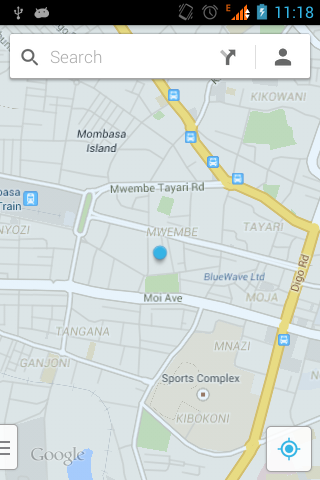 E
11:18
Search
KIKOWANI
Mombasa
Island
Mwembe Tayari Rd
basa
Train
NYOZI
MWEMBE
TAYARI
Digo Rd
BlueWave Ltd
MOJA
Moi Ave
TANGANA
MNAZI
GANJONI
Sports Complex
KIBOKONI
Google